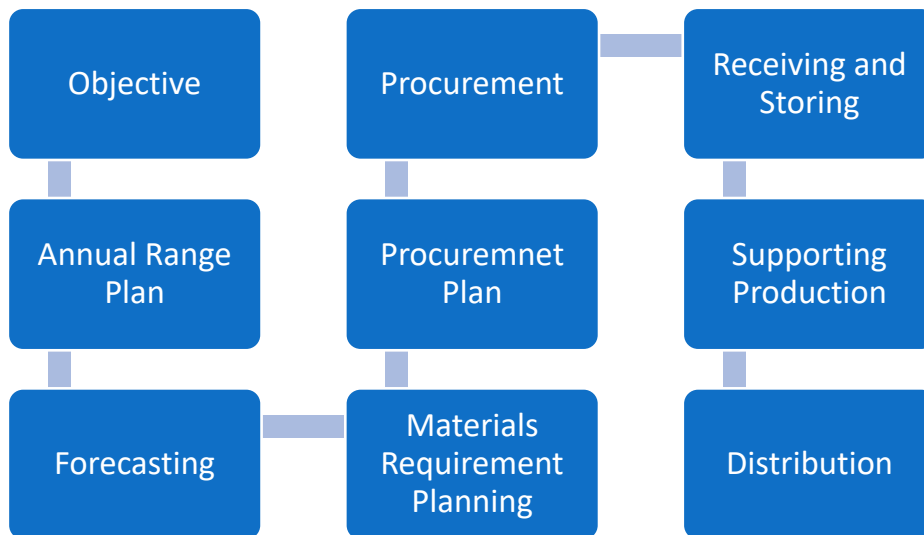 Objective
Annual Range
Plan
Forecasting
Materials
Requirement
Planning
Procuremnet
Plan
Procurement
Receiving and
Storing
Supporting
Production
Distribution